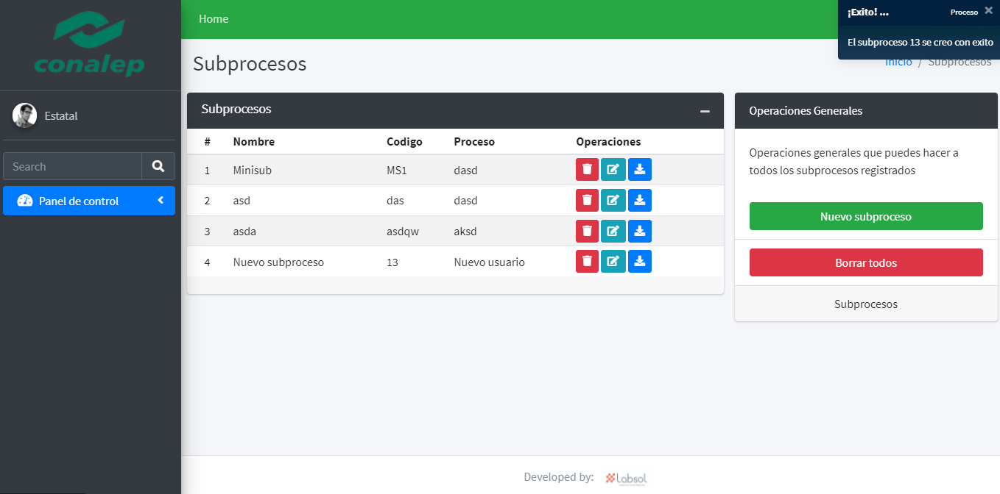 conalep
Home
¡Exito! ... Proceso ×
El subproceso 13 se creo con exito
Subprocesos
Inicio / Subprocesos
Estatal
Search
Panel de control
Subprocesos
# Nombre Codigo Proceso Operaciones
1 Minisub MS1 dasd
2 asd das dasd
3 asda asdqw aksd
4 Nuevo subproceso 13 Nuevo usuario
Operaciones Generales
Operaciones generales que puedes hacer a
todos los subprocesos registrados
Nuevo subproceso
Borrar todos
Subprocesos
Developed by: Labsol